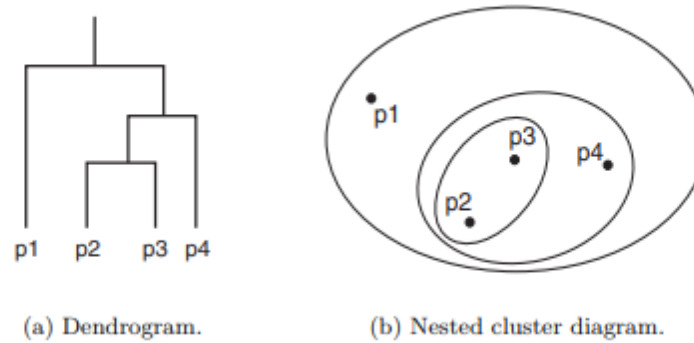 p1 p2 p3 p4
p1
p3
p4
p2
(a) Dendrogram.
(b) Nested cluster diagram.